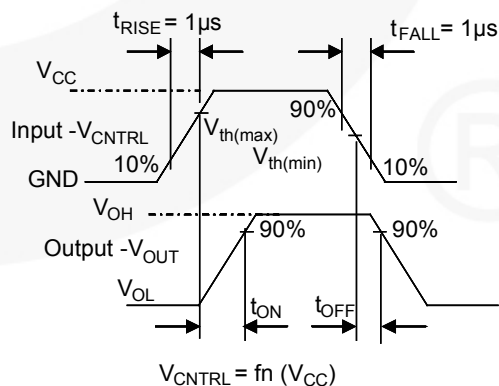 tRISE = 1µs
tFALL = 1µs
VCC
90%
Input -VCNTRL
Vth(max)
Vth(min)
10%
10%
GND
VOH
90%
90%
Output -VOUT
VOL
tON
tOFF
VCNTRL = fn (VCC)
®